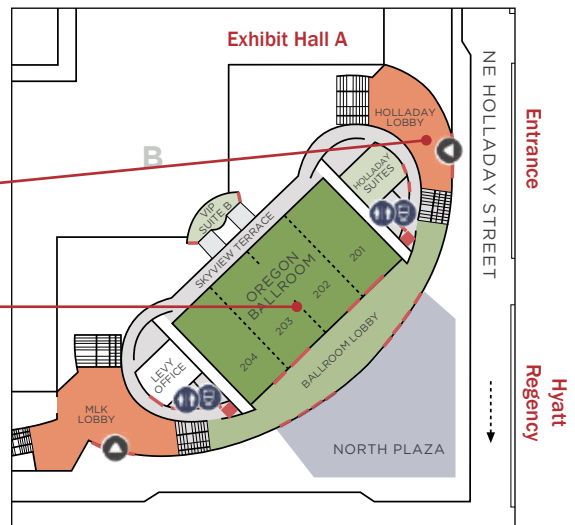 Exhibit Hall A
HOLLADAY
LOBBY
NE HOLLADAY STREET
Entrance
B
HOLLADAY
SUITES
VIP
SUITE B
SKYVIEW TERRACE
OREGON
BALLROOM
201
202
203
204
BALLROOM LOBBY
LEVY
OFFICE
MLK
LOBBY
NORTH PLAZA
Hyatt
Regency